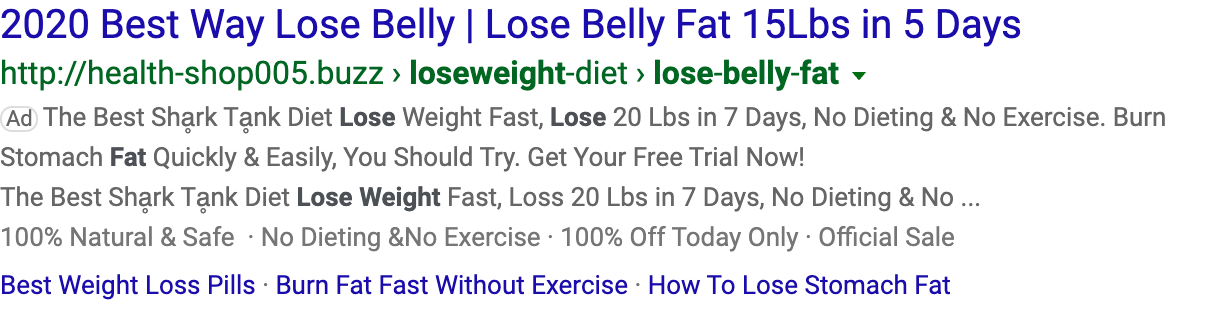 2020 Best Way Lose Belly | Lose Belly Fat 15Lbs in 5 Days
http://health-shop005.buzz › loseweight-diet › lose-belly-fat
Ad The Best Sh&#x61;̥rk T&#x61;̥nk Diet Lose Weight Fast, Lose 20 Lbs in 7 Days, No Dieting & No Exercise. Burn
Stomach Fat Quickly & Easily, You Should Try. Get Your Free Trial Now!
The Best Shḁrk Tḁnk Diet Lose Weight Fast, Loss 20 Lbs in 7 Days, No Dieting & No ...
100% Natural & Safe · No Dieting &No Exercise · 100% Off Today Only · Official Sale
Best Weight Loss Pills · Burn Fat Fast Without Exercise · How To Lose Stomach Fat